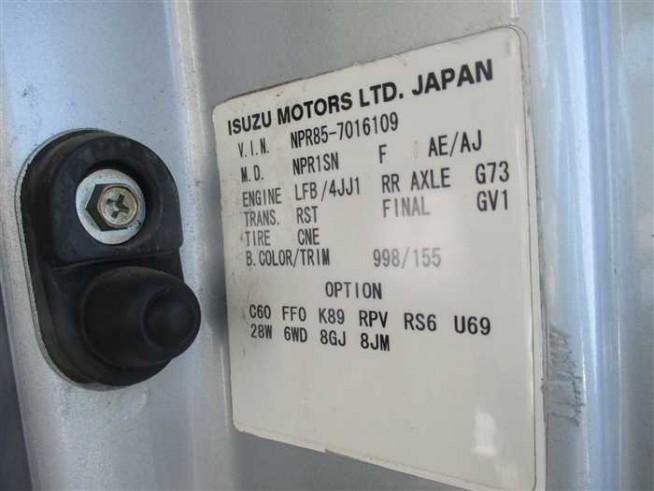 ISUZU MOTORS LTD. JAPAN
V.I.N. NPR85-7016109
M.D. NPR1SN F AE/AJ
ENGINE LFB/4JJ1 RR AXLE G73
TRANS. RST FINAL GV1
TIRE CNE
B.COLOR/TRIM 998/155
OPTION
C60 FF0 K89 RPV RS6 U69
28W 6WD 8GJ 8JM